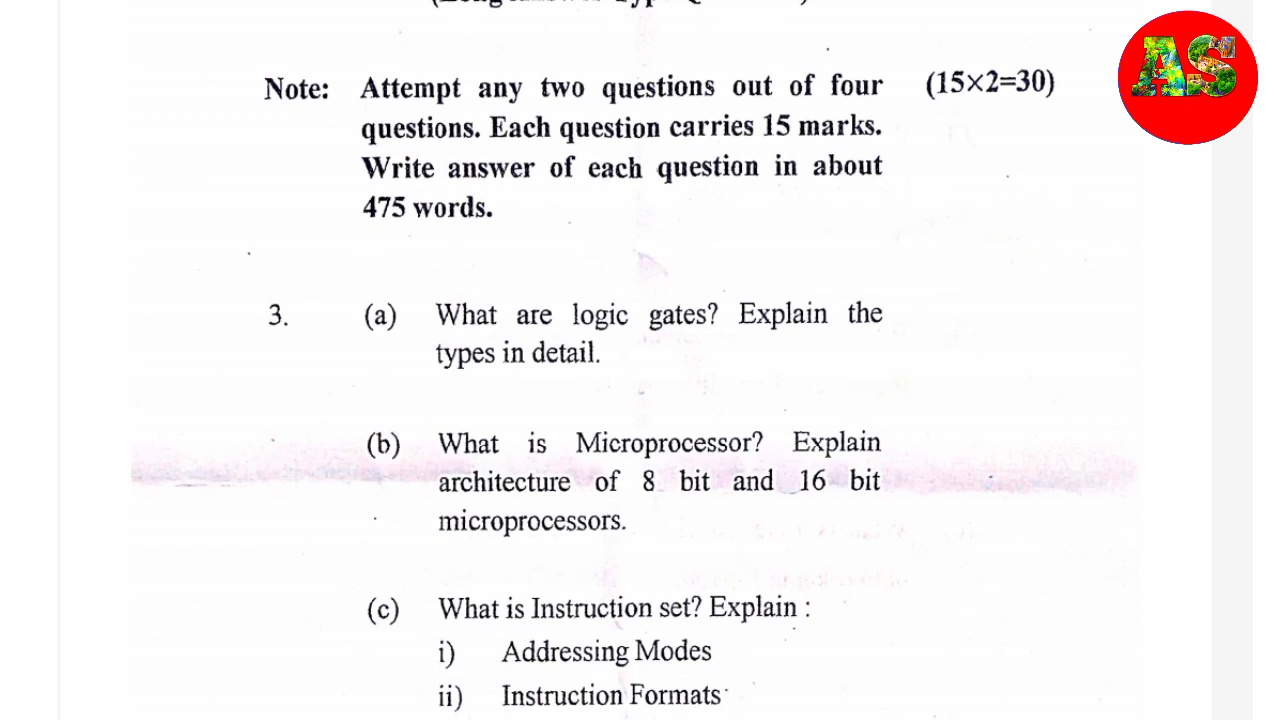 Note: Attempt any two questions out of four (15×2=30)
questions. Each question carries 15 marks.
Write answer of each question in about
475 words.
3. (a) What are logic gates? Explain the
types in detail.
(b) What is Microprocessor? Explain
architecture of 8 bit and 16 bit
microprocessors.
(c) What is Instruction set? Explain :
i) Addressing Modes
ii) Instruction Formats
AS